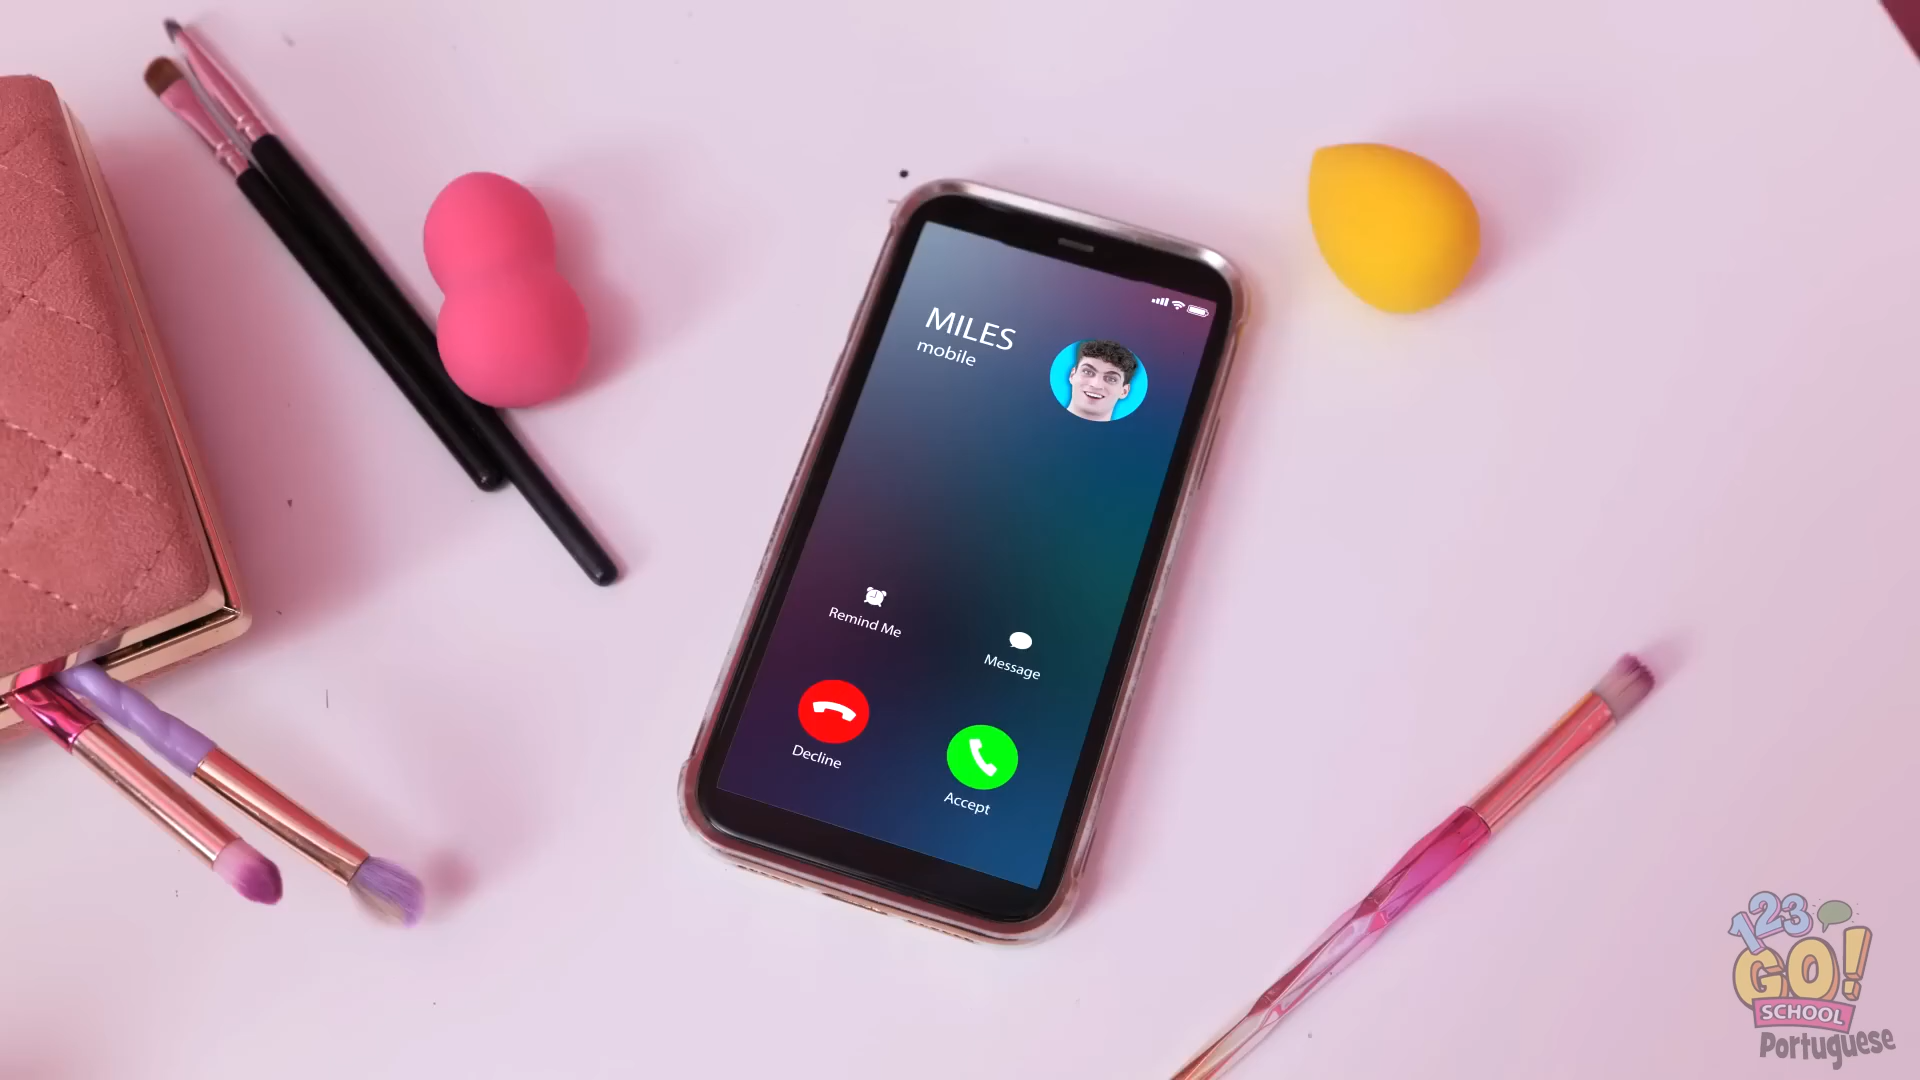 MILES
mobile
Remind Me
Message
Decline
Accept
123
GO!
SCHOOL
Portuguese